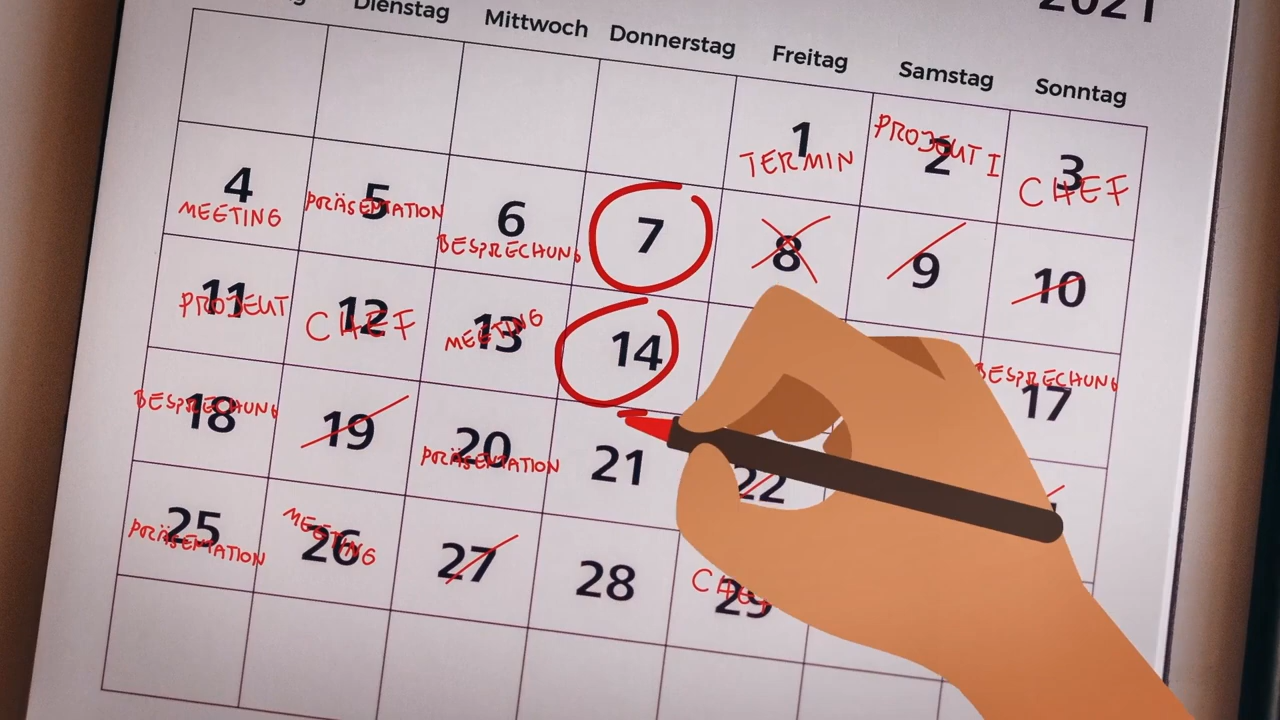 2021
Dienstag Mittwoch Donnerstag Freitag Samstag Sonntag
1 2 3
TERMIN PROJEKT I CHEF
4 5 6 7 8 9 10
MEETING PRÄSENTATION BESPRECHUNG
11 12 13 14 17
PROJEKT CHEF MEETING BESPRECHUNG
18 19 20 21 22
BESPRECHUNG PRÄSENTATION
25 26 27 28 29
PRÄSENTATION MEETING CHEF